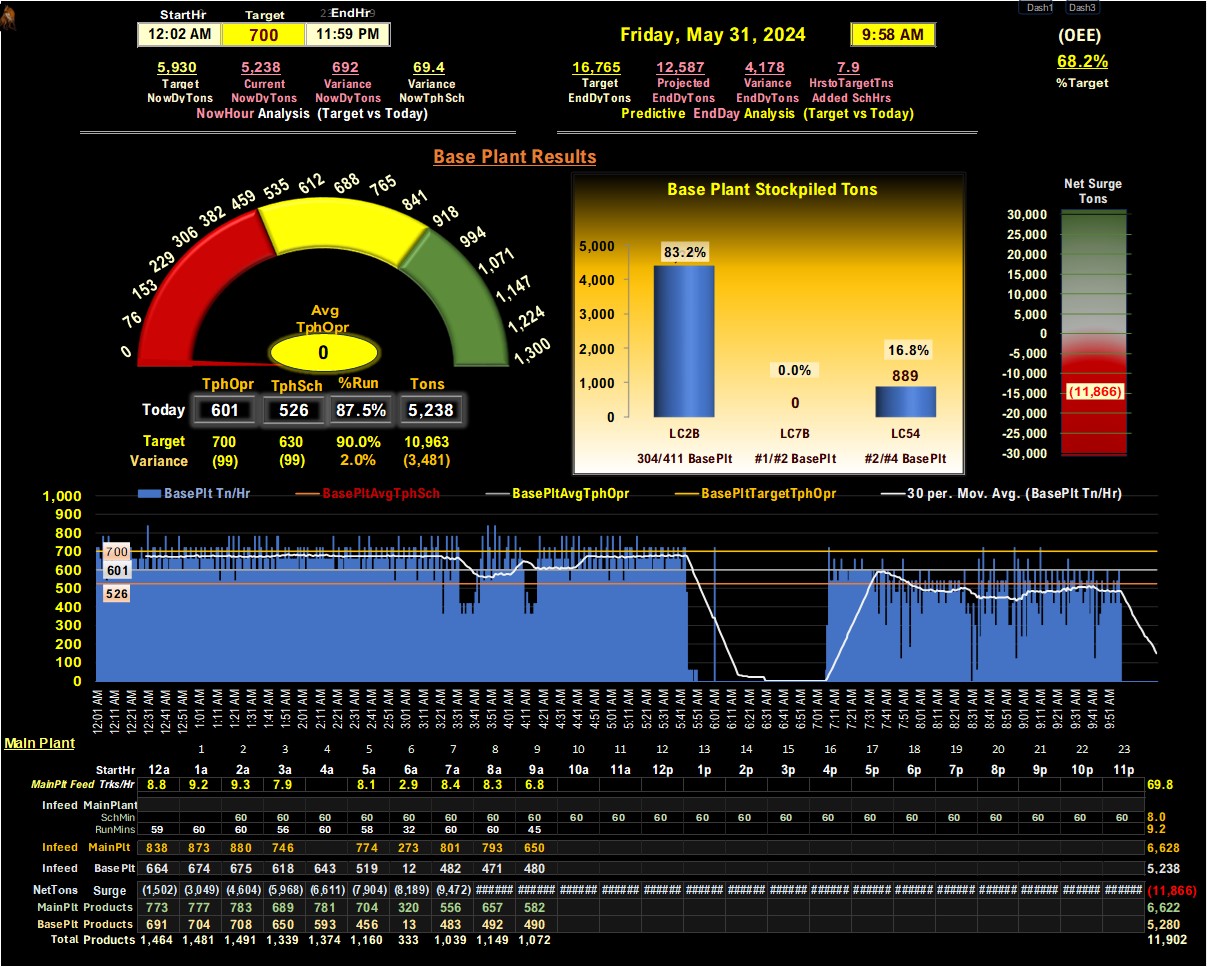 Dash1 Dash3
StartHr Target EndHr
12:02 AM 700 11:59 PM Friday, May 31, 2024 9:58 AM (OEE)
5,930 5,238 692 69.4 16,765 12,587 4,178 7.9 68.2%
Target Current Variance Variance Target Projected Variance HrstoTargetTns %Target
NowDyTons NowDyTons NowDyTons NowTphSch EndDyTons EndDyTons EndDyTons Added SchHrs
NowHour Analysis (Target vs Today) Predictive EndDay Analysis (Target vs Today)
Base Plant Results
0 76 153 229 306 382 459 535 612 688 765 841 918 994 1,071 1,147 1,224 1,300
Avg
TphOpr
0
TphOpr TphSch %Run Tons
Today 601 526 87.5% 5,238
Target 700 630 90.0% 10,963
Variance (99) (99) 2.0% (3,481)
Base Plant Stockpiled Tons
5,000
4,000
3,000
2,000
1,000
0
83.2% 0.0% 16.8%
0 889
LC2B LC7B LC54
304/411 BasePlt #1/#2 BasePlt #2/#4 BasePlt
Net Surge
Tons
30,000
25,000
20,000
15,000
10,000
5,000
0
-5,000
-10,000
-15,000
-20,000
-25,000
-30,000
(11,866)
BasePlt Tn/Hr BasePltAvgTphSch BasePltAvgTphOpr BasePltTargetTphOpr 30 per. Mov. Avg. (BasePlt Tn/Hr)
1,000
900
800
700
600
500
400
300
200
100
0
700
601
526
12:01 AM 12:11 AM 12:21 AM 12:31 AM 12:41 AM 12:51 AM 1:01 AM 1:11 AM 1:21 AM 1:31 AM 1:41 AM 1:51 AM 2:01 AM 2:11 AM 2:21 AM 2:31 AM 2:41 AM 2:51 AM 3:01 AM 3:11 AM 3:21 AM 3:31 AM 3:41 AM 3:51 AM 4:01 AM 4:11 AM 4:21 AM 4:31 AM 4:41 AM 4:51 AM 5:01 AM 5:11 AM 5:21 AM 5:31 AM 5:41 AM 5:51 AM 6:01 AM 6:11 AM 6:21 AM 6:31 AM 6:41 AM 6:51 AM 7:01 AM 7:11 AM 7:21 AM 7:31 AM 7:41 AM 7:51 AM 8:01 AM 8:11 AM 8:21 AM 8:31 AM 8:41 AM 8:51 AM 9:01 AM 9:11 AM 9:21 AM 9:31 AM 9:41 AM 9:51 AM
Main Plant
1 2 3 4 5 6 7 8 9 10 11 12 13 14 15 16 17 18 19 20 21 22 23
StartHr 12a 1a 2a 3a 4a 5a 6a 7a 8a 9a 10a 11a 12p 1p 2p 3p 4p 5p 6p 7p 8p 9p 10p 11p
MainPlt Feed Trks/Hr 8.8 9.2 9.3 7.9 8.1 2.9 8.4 8.3 6.8 69.8
Infeed MainPlant
SchMin 60 60 60 60 60 60 60 60 60 60 60 60 60 60 60 60 60 60 60 60 60 60 8.0
RunMins 59 60 60 56 60 58 32 60 60 45 9.2
Infeed MainPlt 838 873 880 746 774 273 801 793 650 6,628
Infeed BasePlt 664 674 675 618 643 519 12 482 471 480 5,238
NetTons Surge (1,502) (3,049) (4,604) (5,968) (6,611) (7,904) (8,189) (9,472) ###### ###### ###### ###### ###### ###### ###### ###### ###### ###### ###### ###### ###### ###### ###### ###### (11,866)
MainPlt Products 773 777 783 689 781 704 320 556 657 582 6,622
BasePlt Products 691 704 708 650 593 456 13 483 492 490 5,280
Total Products 1,464 1,481 1,491 1,339 1,374 1,160 333 1,039 1,149 1,072 11,902